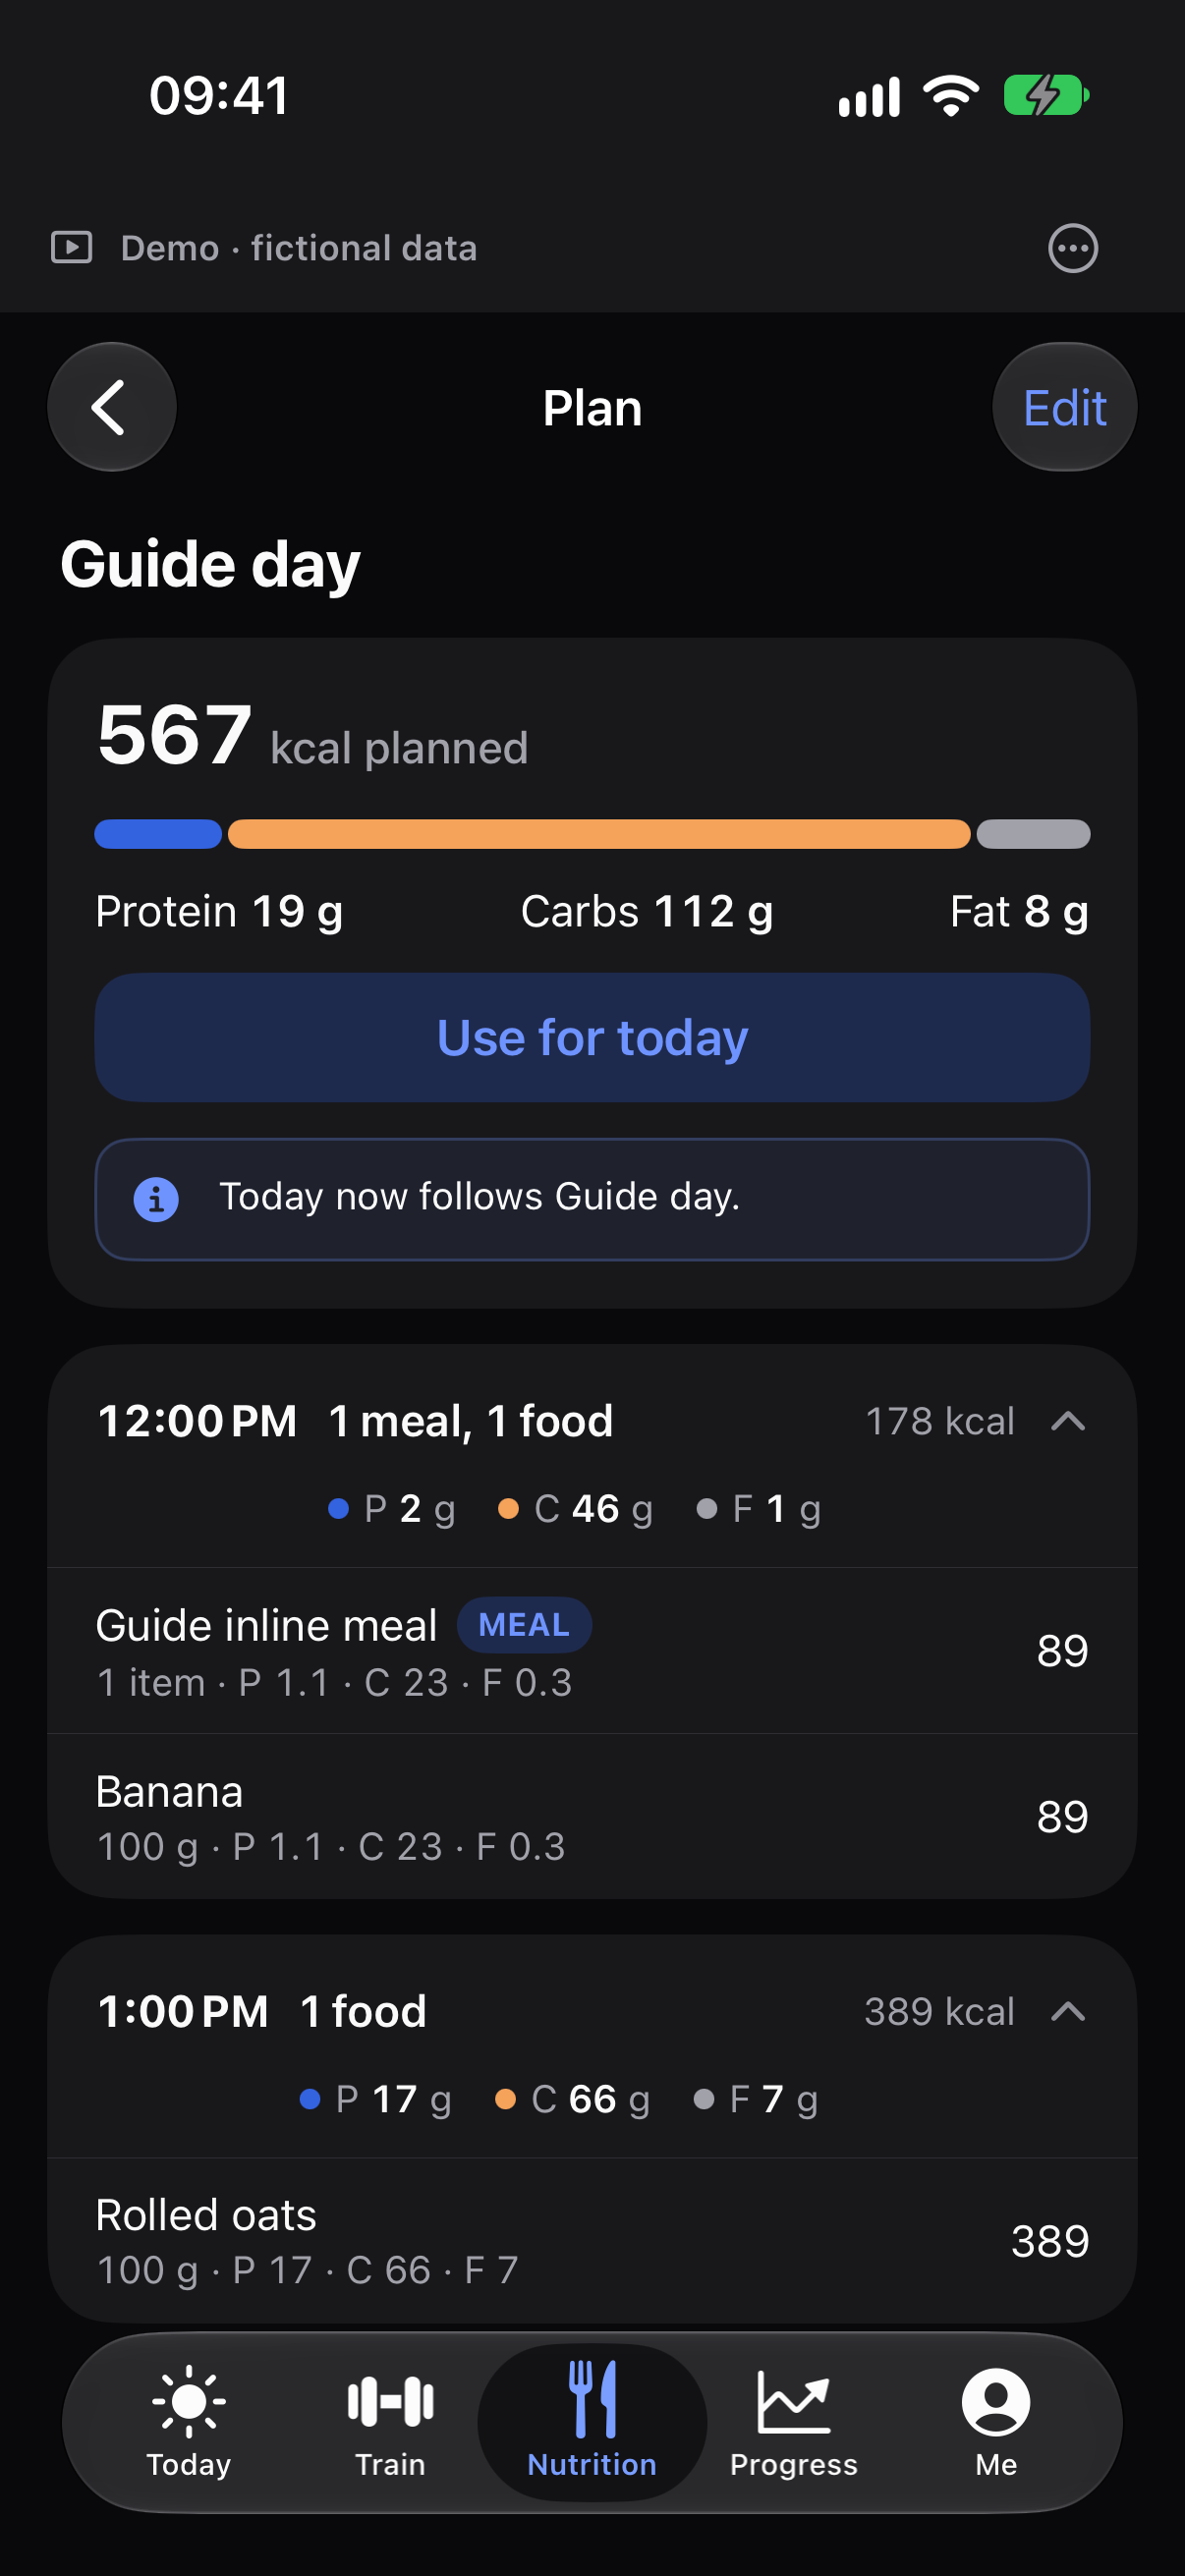 09:41
Demo · fictional data
Plan
Edit
Guide day
567 kcal planned
Protein 19 g Carbs 112 g Fat 8 g
Use for today
Today now follows Guide day.
12:00 PM 1 meal, 1 food 178 kcal
P 2 g C 46 g F 1 g
Guide inline meal MEAL
89
1 item · P 1.1 · C 23 · F 0.3
Banana
89
100 g · P 1.1 · C 23 · F 0.3
1:00 PM 1 food 389 kcal
P 17 g C 66 g F 7 g
Rolled oats
389
100 g · P 17 · C 66 · F 7
Today Train Nutrition Progress Me